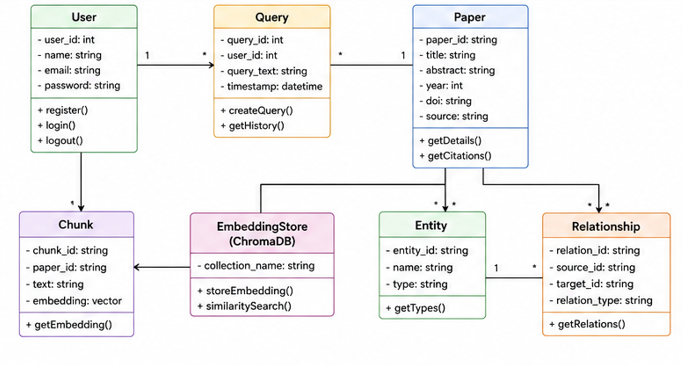 User
- user_id: int
- name: string
- email: string
- password: string
+ register()
+ login()
+ logout()
1 *
Query
- query_id: int
- user_id: int
- query_text: string
- timestamp: datetime
+ createQuery()
+ getHistory()
* 1
Paper
- paper_id: string
- title: string
- abstract: string
- year: int
- doi: string
- source: string
+ getDetails()
+ getCitations()
* *
* *
Chunk
- chunk_id: string
- paper_id: string
- text: string
- embedding: vector
+ getEmbedding()
EmbeddingStore
(ChromaDB)
- collection_name: string
+ storeEmbedding()
+ similaritySearch()
Entity
- entity_id: string
- name: string
- type: string
+ getTypes()
1 *
Relationship
- relation_id: string
- source_id: string
- target_id: string
- relation_type: string
+ getRelations()